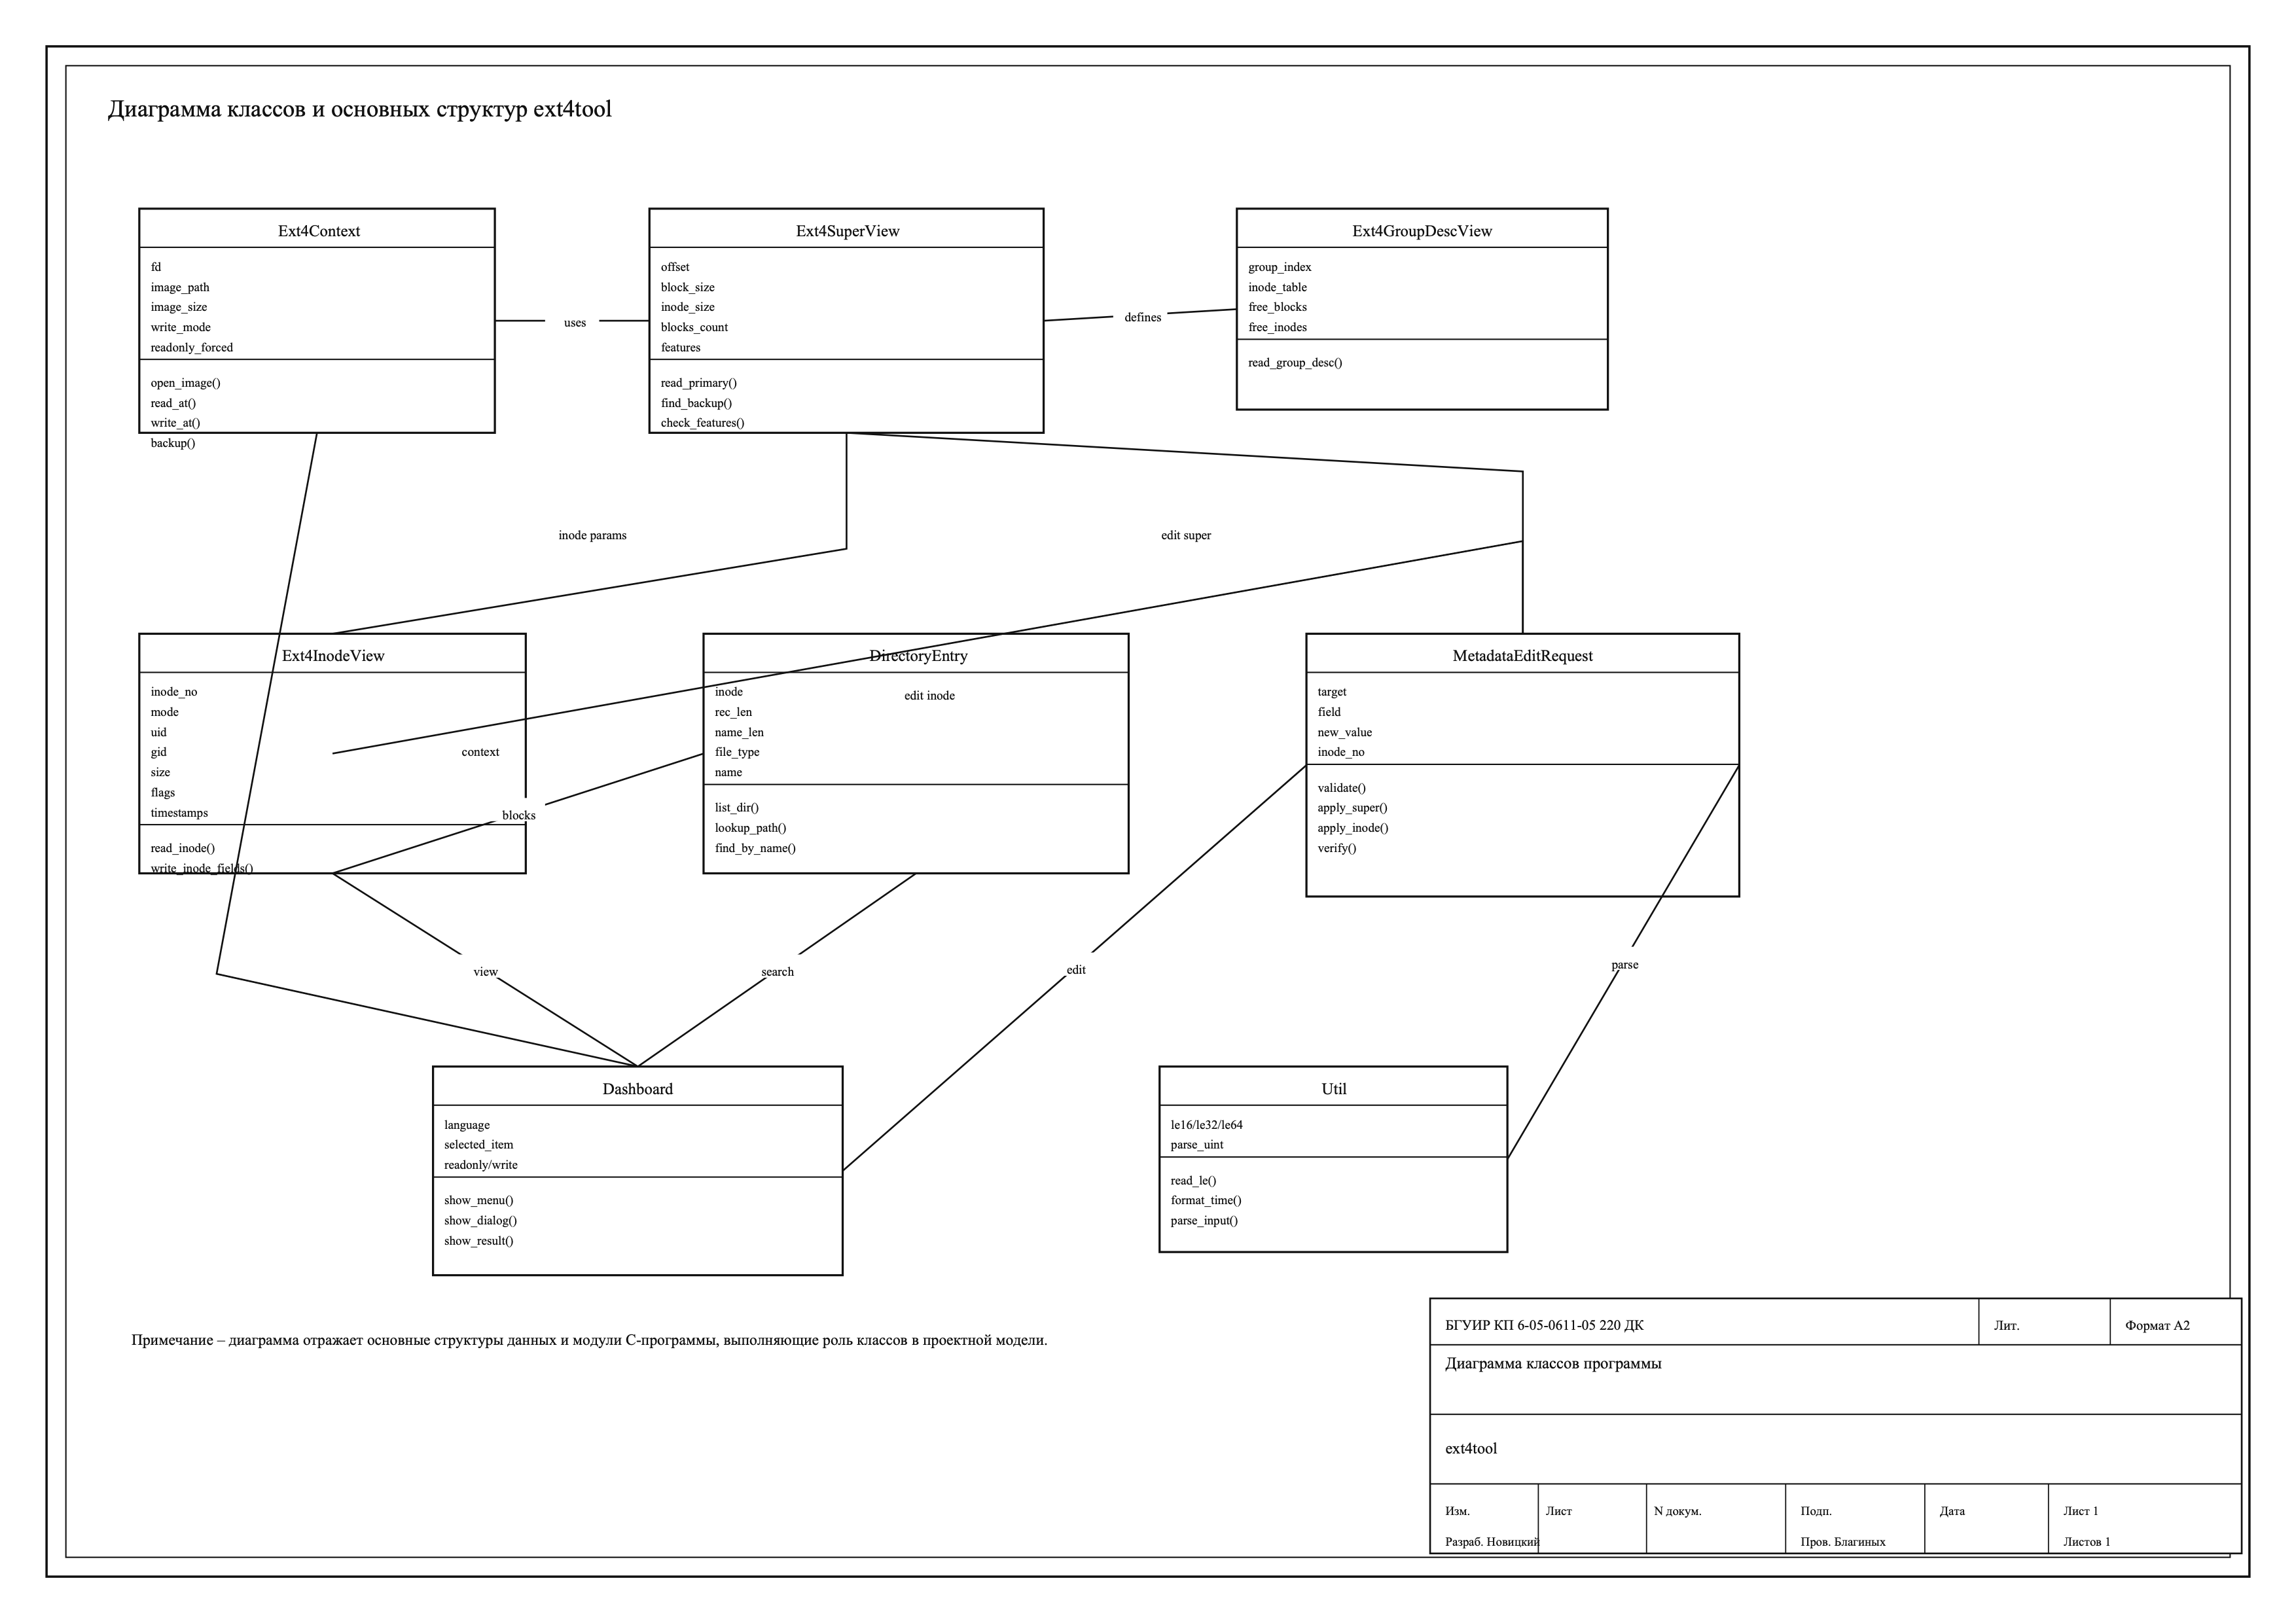 Диаграмма классов и основных структур ext4tool
Ext4Context
fd
image_path
image_size
write_mode
readonly_forced
open_image()
read_at()
write_at()
backup()
uses
Ext4SuperView
offset
block_size
inode_size
blocks_count
features
read_primary()
find_backup()
check_features()
defines
Ext4GroupDescView
group_index
inode_table
free_blocks
free_inodes
read_group_desc()
inode params
edit super
Ext4InodeView
inode_no
mode
uid
gid
size
flags
timestamps
read_inode()
write_inode_fields()
context
blocks
DirectoryEntry
inode
rec_len
name_len
file_type
name
list_dir()
lookup_path()
find_by_name()
edit inode
MetadataEditRequest
target
field
new_value
inode_no
validate()
apply_super()
apply_inode()
verify()
view
search
edit
parse
Dashboard
language
selected_item
readonly/write
show_menu()
show_dialog()
show_result()
Util
le16/le32/le64
parse_uint
read_le()
format_time()
parse_input()
Примечание – диаграмма отражает основные структуры данных и модули C-программы, выполняющие роль классов в проектной модели.
БГУИР КП 6-05-0611-05 220 ДК
Лит.
Формат А2
Диаграмма классов программы
ext4tool
Изм.
Лист
N докум.
Подп.
Дата
Лист 1
Разраб. Новицкий
Пров. Благиных
Листов 1